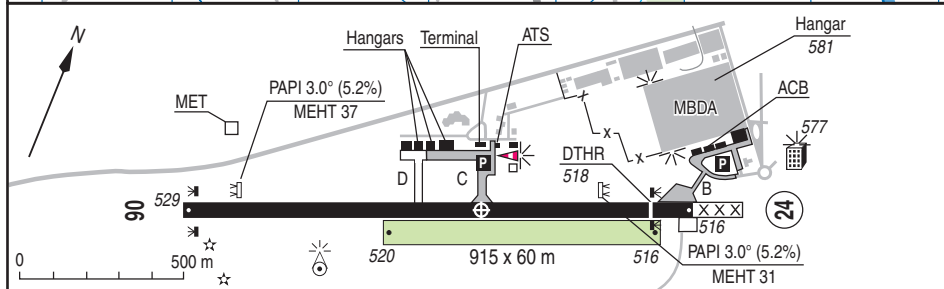 N
MET
PAPI 3.0° (5.2%)
MEHT 37
Hangars
Terminal
ATS
Hangar
581
MBDA
ACB
577
X
X
X
P
P
D
C
B
DTHR
518
06
529
24
516
X X X
520
915 x 60 m
516
PAPI 3.0° (5.2%)
MEHT 31
0
500 m